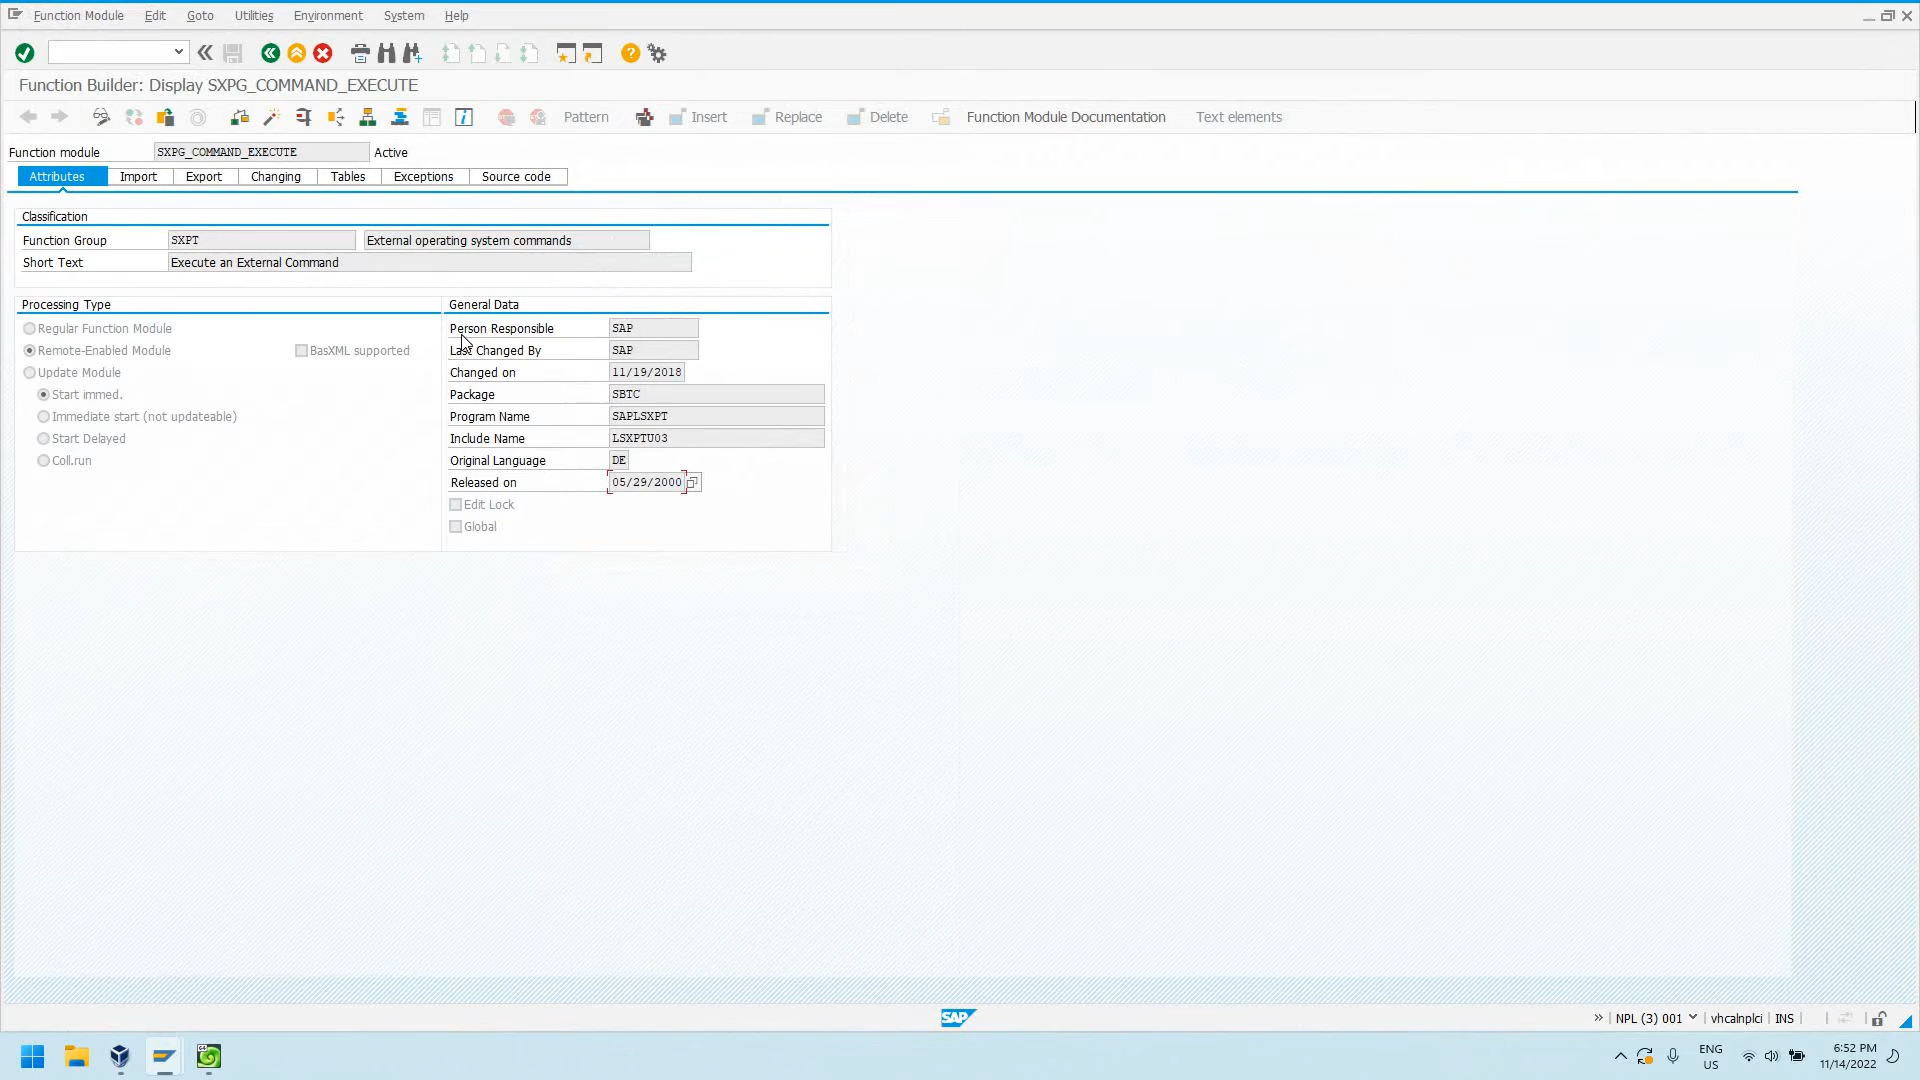 Function Module Edit Goto Utilities Environment System Help
Function Builder: Display SXPG_COMMAND_EXECUTE
Pattern Insert Replace Delete Function Module Documentation Text elements
Function module SXPG_COMMAND_EXECUTE Active
Attributes Import Export Changing Tables Exceptions Source code
Classification
Function Group SXPT External operating system commands
Short Text Execute an External Command
Processing Type
Regular Function Module
Remote-Enabled Module BasXML supported
Update Module
Start immed.
Immediate start (not updateable)
Start Delayed
Coll.run
General Data
Person Responsible SAP
Last Changed By SAP
Changed on 11/19/2018
Package SBTC
Program Name SAPLSXPT
Include Name LSXPTU03
Original Language DE
Released on 05/29/2000
Edit Lock
Global
SAP
NPL (3) 001 vhcalnplci INS
64
ENG
US
6:52 PM
11/14/2022